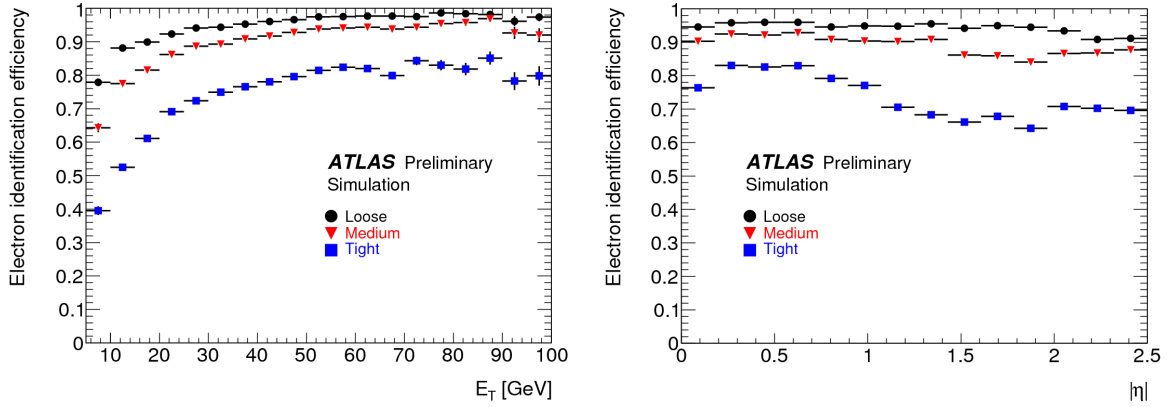 Electron identification efficiency
1
0.9
0.8
0.7
0.6
0.5
0.4
0.3
0.2
0.1
0
ATLAS Preliminary
Simulation
Loose
Medium
Tight
10 20 30 40 50 60 70 80 90 100
E_T [GeV]
Electron identification efficiency
1
0.9
0.8
0.7
0.6
0.5
0.4
0.3
0.2
0.1
0
ATLAS Preliminary
Simulation
Loose
Medium
Tight
0 0.5 1 1.5 2 2.5
|η|